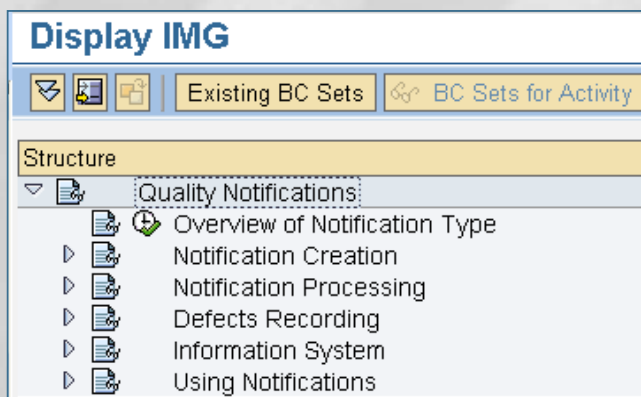 Display IMG
Existing BC Sets BC Sets for Activity
Structure
Quality Notifications
Overview of Notification Type
Notification Creation
Notification Processing
Defects Recording
Information System
Using Notifications